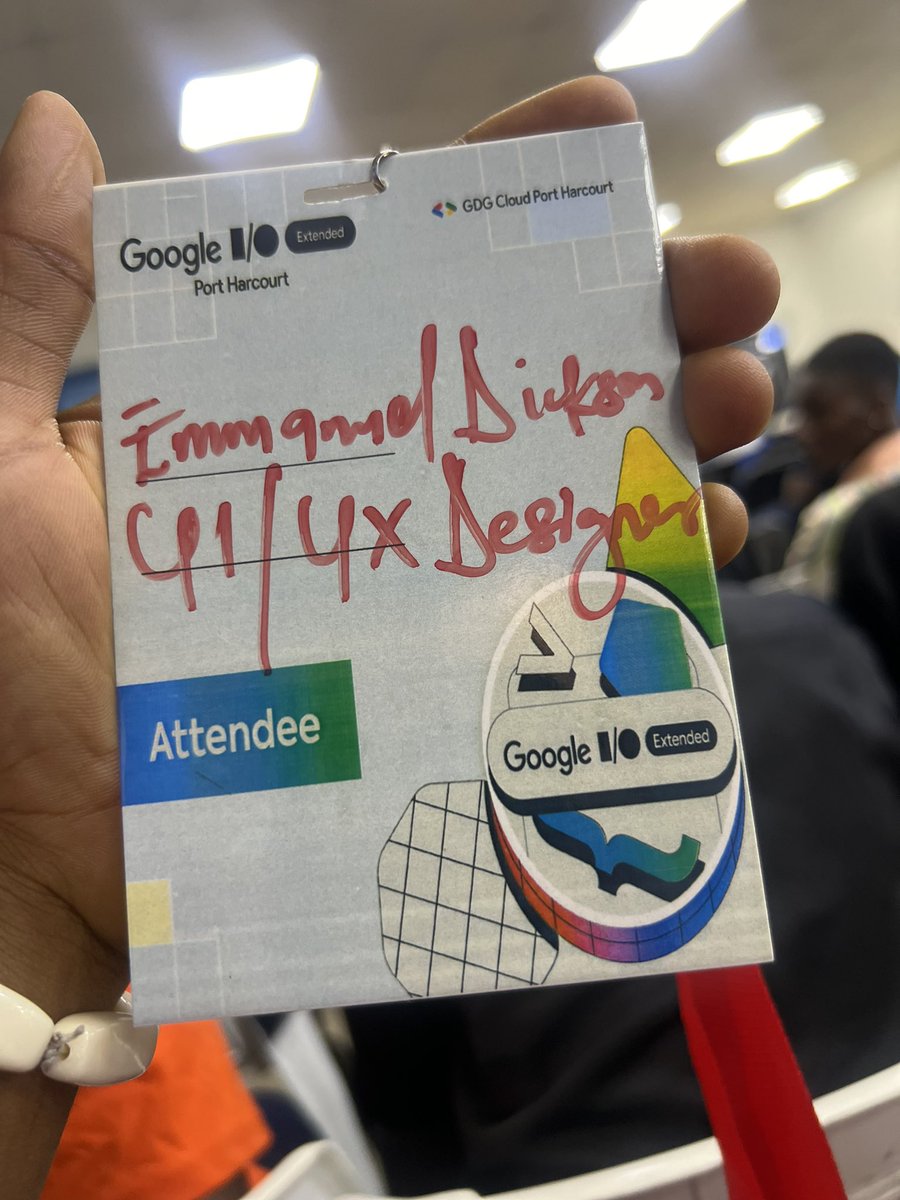 Google I/O Extended
GDG Cloud Port Harcourt
Port Harcourt
Emmanuel Dickson
UI/UX Designer
Attendee
Google I/O Extended